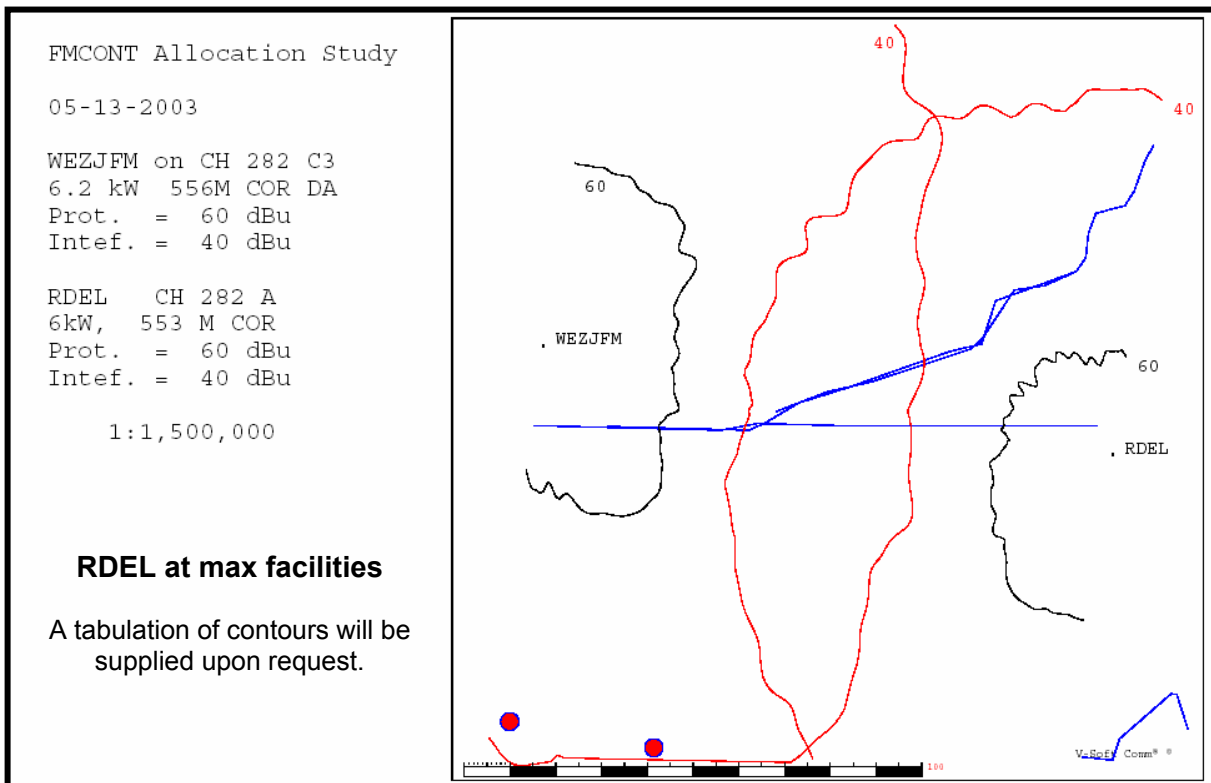 FMCONT Allocation Study
05-13-2003
WEZJFM on CH 282 C3
6.2 kW 556M COR DA
Prot. = 60 dBu
Intef. = 40 dBu
RDEL CH 282 A
6kW, 553 M COR
Prot. = 60 dBu
Intef. = 40 dBu
1:1,500,000
RDEL at max facilities
A tabulation of contours will be
supplied upon request.
40
40
60
WEZJFM
60
RDEL
V-Soft Comm® ®
100